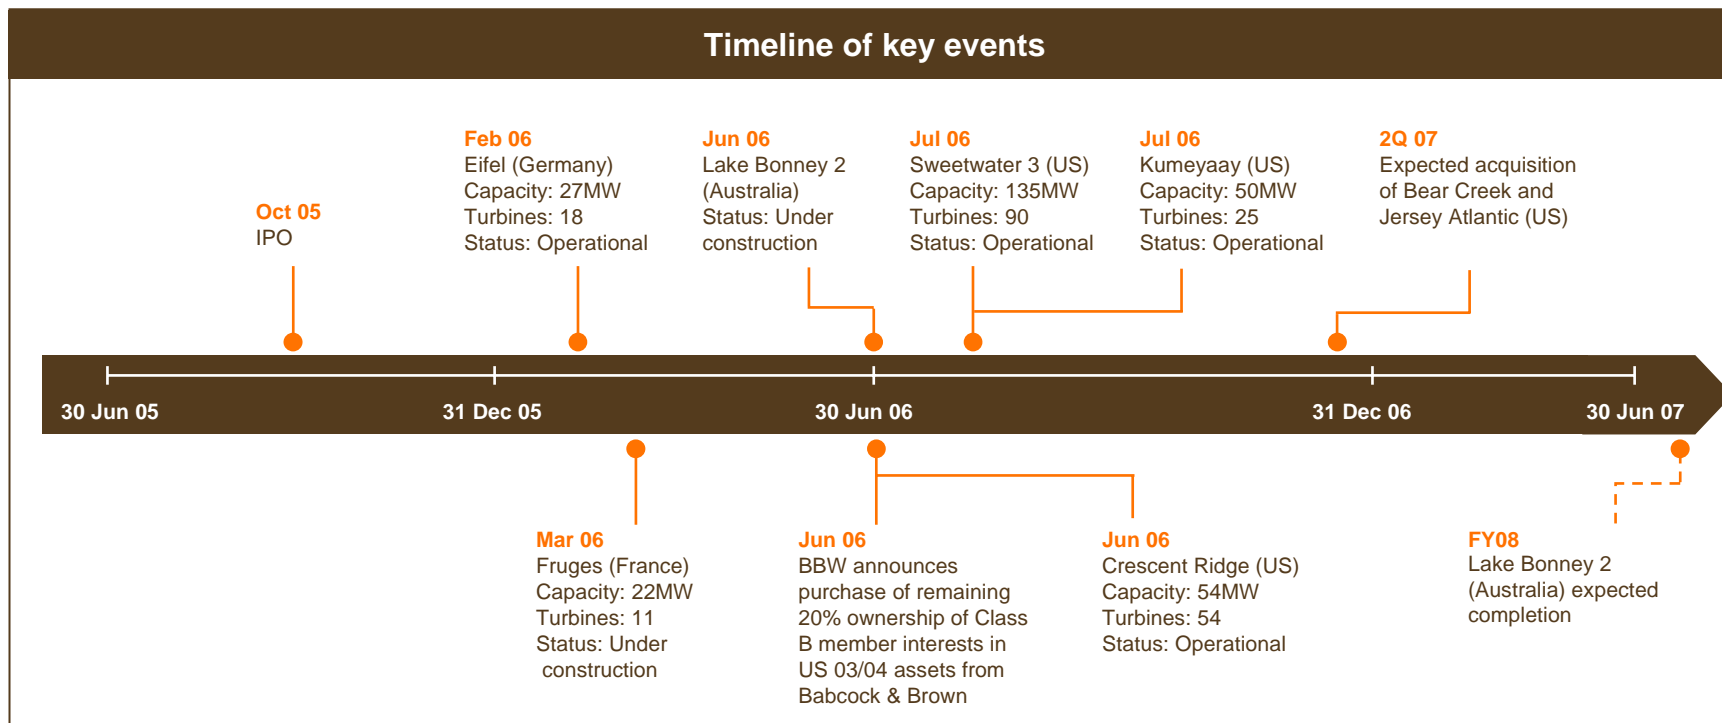 Timeline of key events
Oct 05
IPO
Feb 06
Eifel (Germany)
Capacity: 27MW
Turbines: 18
Status: Operational
Jun 06
Lake Bonney 2
(Australia)
Status: Under
construction
Jul 06
Sweetwater 3 (US)
Capacity: 135MW
Turbines: 90
Status: Operational
Jul 06
Kumeyaay (US)
Capacity: 50MW
Turbines: 25
Status: Operational
2Q 07
Expected acquisition
of Bear Creek and
Jersey Atlantic (US)
30 Jun 05
31 Dec 05
30 Jun 06
31 Dec 06
30 Jun 07
Mar 06
Fruges (France)
Capacity: 22MW
Turbines: 11
Status: Under
construction
Jun 06
BBW announces
purchase of remaining
20% ownership of Class
B member interests in
US 03/04 assets from
Babcock & Brown
Jun 06
Crescent Ridge (US)
Capacity: 54MW
Turbines: 54
Status: Operational
FY08
Lake Bonney 2
(Australia) expected
completion